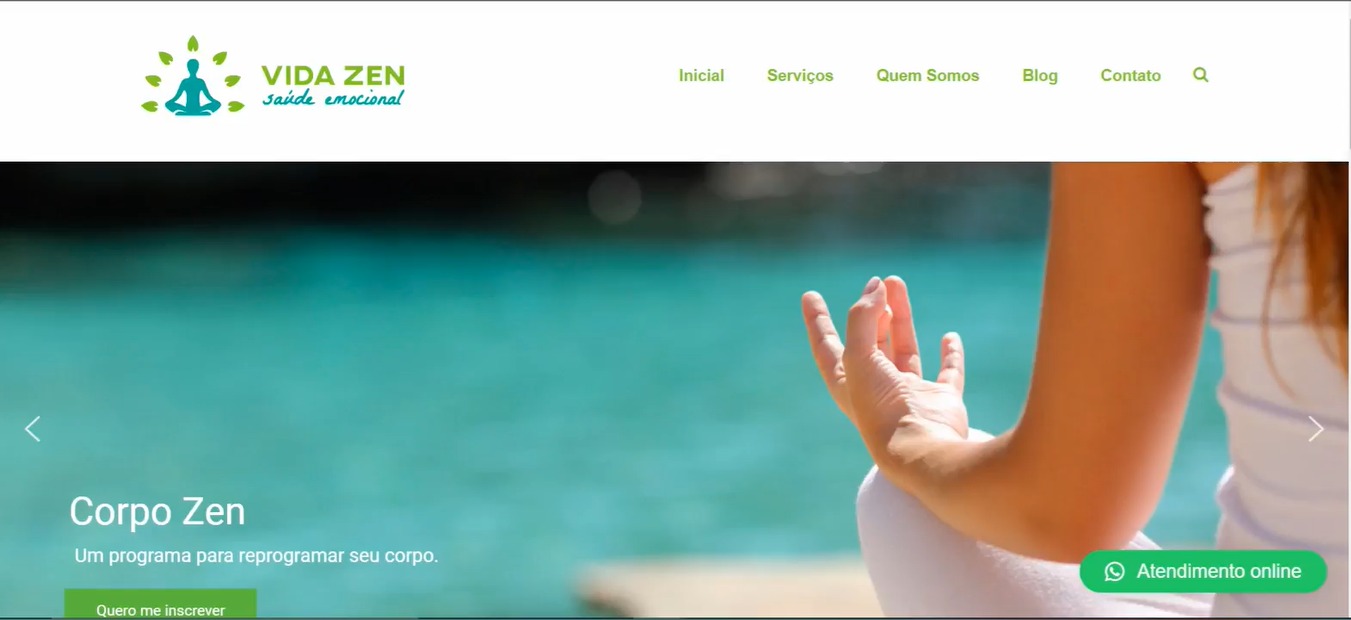 VIDA ZEN
saúde emocional
Inicial Serviços Quem Somos Blog Contato
Corpo Zen
Um programa para reprogramar seu corpo.
Quero me inscrever
Atendimento online